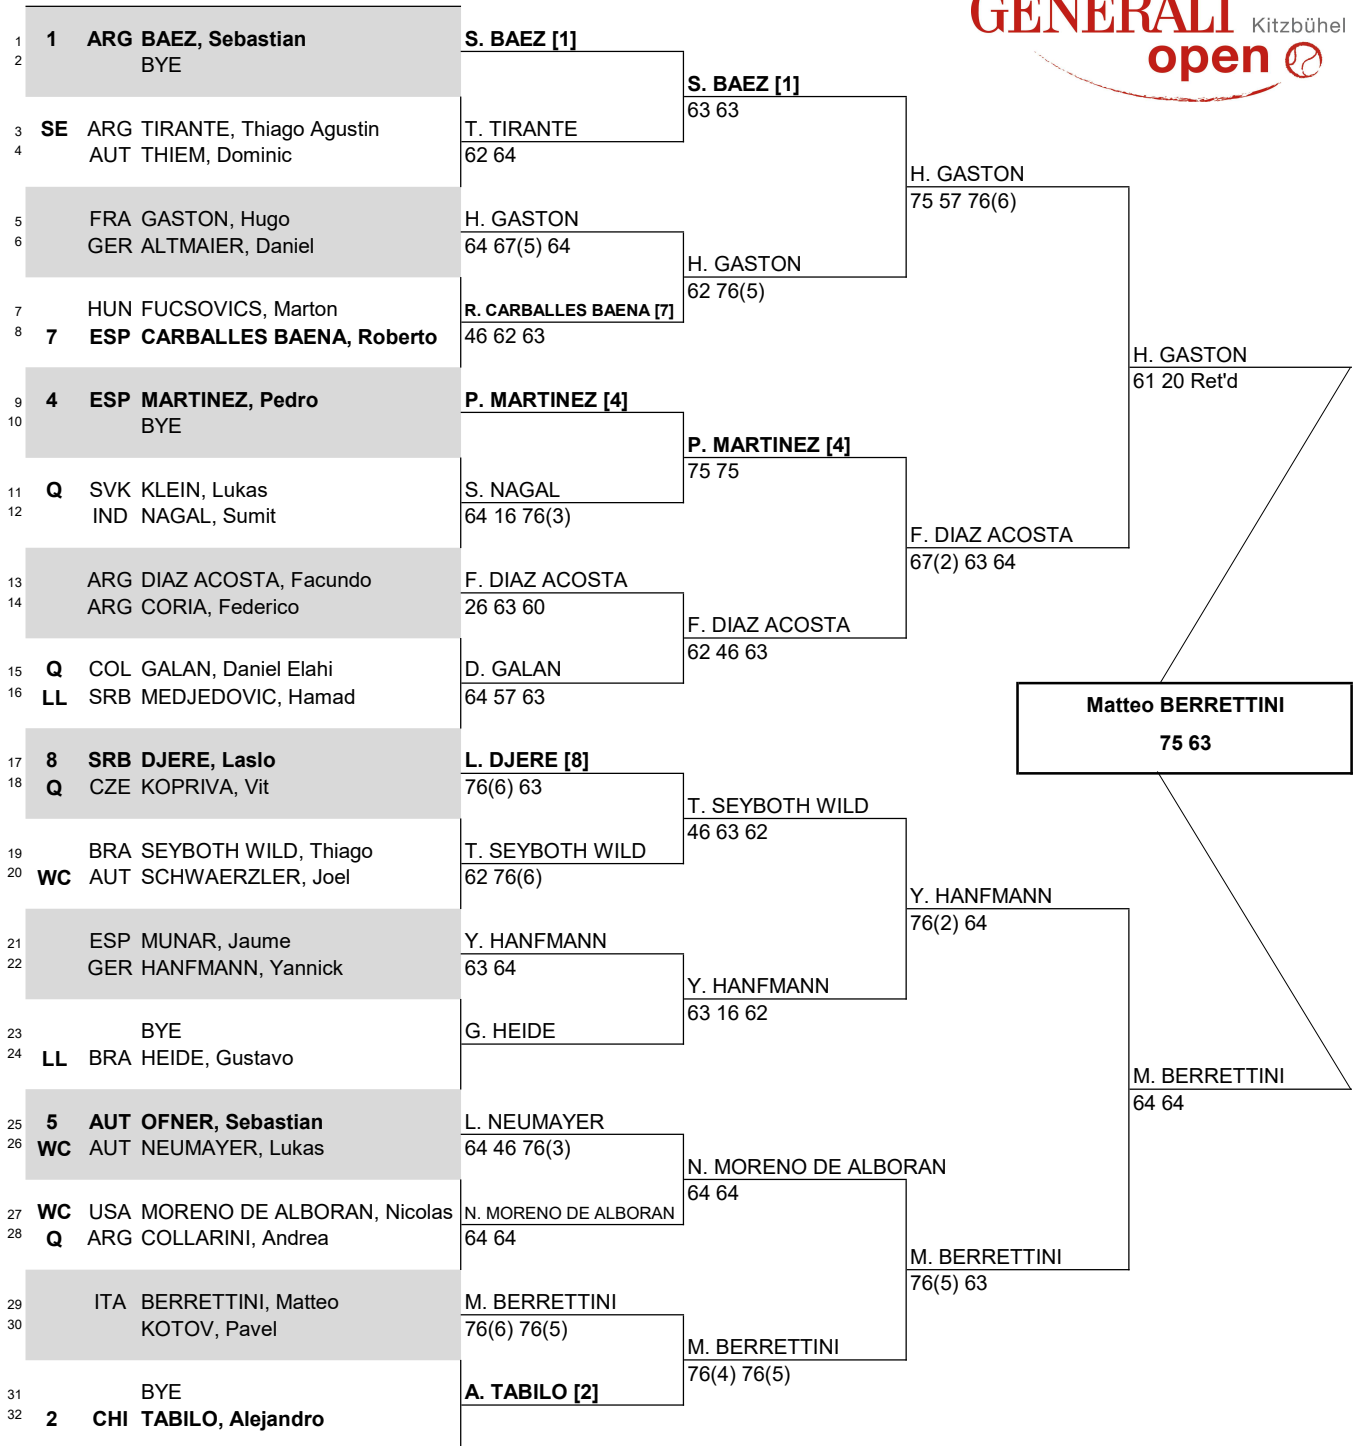 GENERALI Kitzbühel
open
1 1 ARG BAEZ, Sebastian
2 BYE
3 SE ARG TIRANTE, Thiago Agustin
4 AUT THIEM, Dominic
5 FRA GASTON, Hugo
6 GER ALTMAIER, Daniel
7 HUN FUCSOVICS, Marton
8 7 ESP CARBALLES BAENA, Roberto
9 4 ESP MARTINEZ, Pedro
10 BYE
11 Q SVK KLEIN, Lukas
12 IND NAGAL, Sumit
13 ARG DIAZ ACOSTA, Facundo
14 ARG CORIA, Federico
15 Q COL GALAN, Daniel Elahi
16 LL SRB MEDJEDOVIC, Hamad
17 8 SRB DJERE, Laslo
18 Q CZE KOPRIVA, Vit
19 BRA SEYBOTH WILD, Thiago
20 WC AUT SCHWAERZLER, Joel
21 ESP MUNAR, Jaume
22 GER HANFMANN, Yannick
23 BYE
24 LL BRA HEIDE, Gustavo
25 5 AUT OFNER, Sebastian
26 WC AUT NEUMAYER, Lukas
27 WC USA MORENO DE ALBORAN, Nicolas
28 Q ARG COLLARINI, Andrea
29 ITA BERRETTINI, Matteo
30 KOTOV, Pavel
31 BYE
32 2 CHI TABILO, Alejandro
S. BAEZ [1]
T. TIRANTE
62 64
H. GASTON
64 67(5) 64
R. CARBALLES BAENA [7]
46 62 63
P. MARTINEZ [4]
S. NAGAL
64 16 76(3)
F. DIAZ ACOSTA
26 63 60
D. GALAN
64 57 63
L. DJERE [8]
76(6) 63
T. SEYBOTH WILD
62 76(6)
Y. HANFMANN
63 64
G. HEIDE
L. NEUMAYER
64 46 76(3)
N. MORENO DE ALBORAN
64 64
M. BERRETTINI
76(6) 76(5)
A. TABILO [2]
S. BAEZ [1]
63 63
H. GASTON
62 76(5)
P. MARTINEZ [4]
75 75
F. DIAZ ACOSTA
62 46 63
T. SEYBOTH WILD
46 63 62
Y. HANFMANN
63 16 62
N. MORENO DE ALBORAN
64 64
M. BERRETTINI
76(4) 76(5)
H. GASTON
75 57 76(6)
F. DIAZ ACOSTA
67(2) 63 64
Y. HANFMANN
76(2) 64
M. BERRETTINI
76(5) 63
H. GASTON
61 20 Ret'd
M. BERRETTINI
64 64
Matteo BERRETTINI
75 63